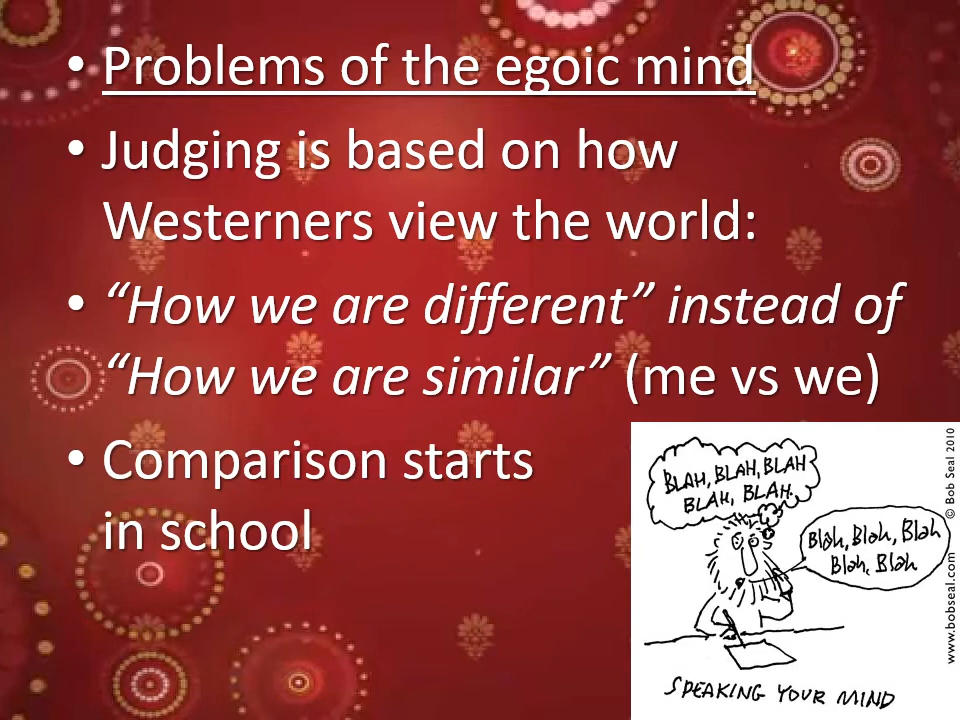 • Problems of the egoic mind
• Judging is based on how
Westerners view the world:
• “How we are different” instead of
“How we are similar” (me vs we)
• Comparison starts
in school
BLAH, BLAH, BLAH
BLAH, BLAH.
Blah, Blah, Blah
Blah, Blah
SPEAKING YOUR MIND
www.bobseal.com © Bob Seal 2010